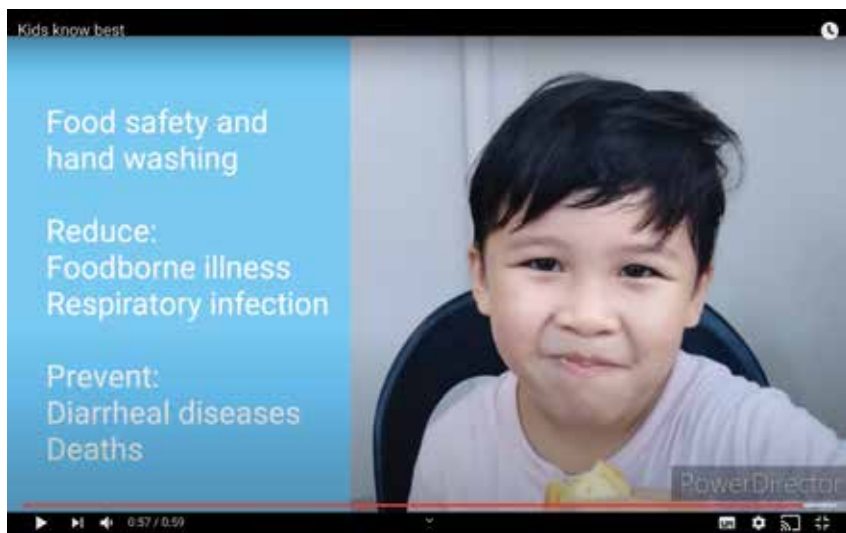 Kids know best
Food safety and
hand washing
Reduce:
Foodborne illness
Respiratory infection
Prevent:
Diarrheal diseases
Deaths
PowerDirector
0:57 / 0:59